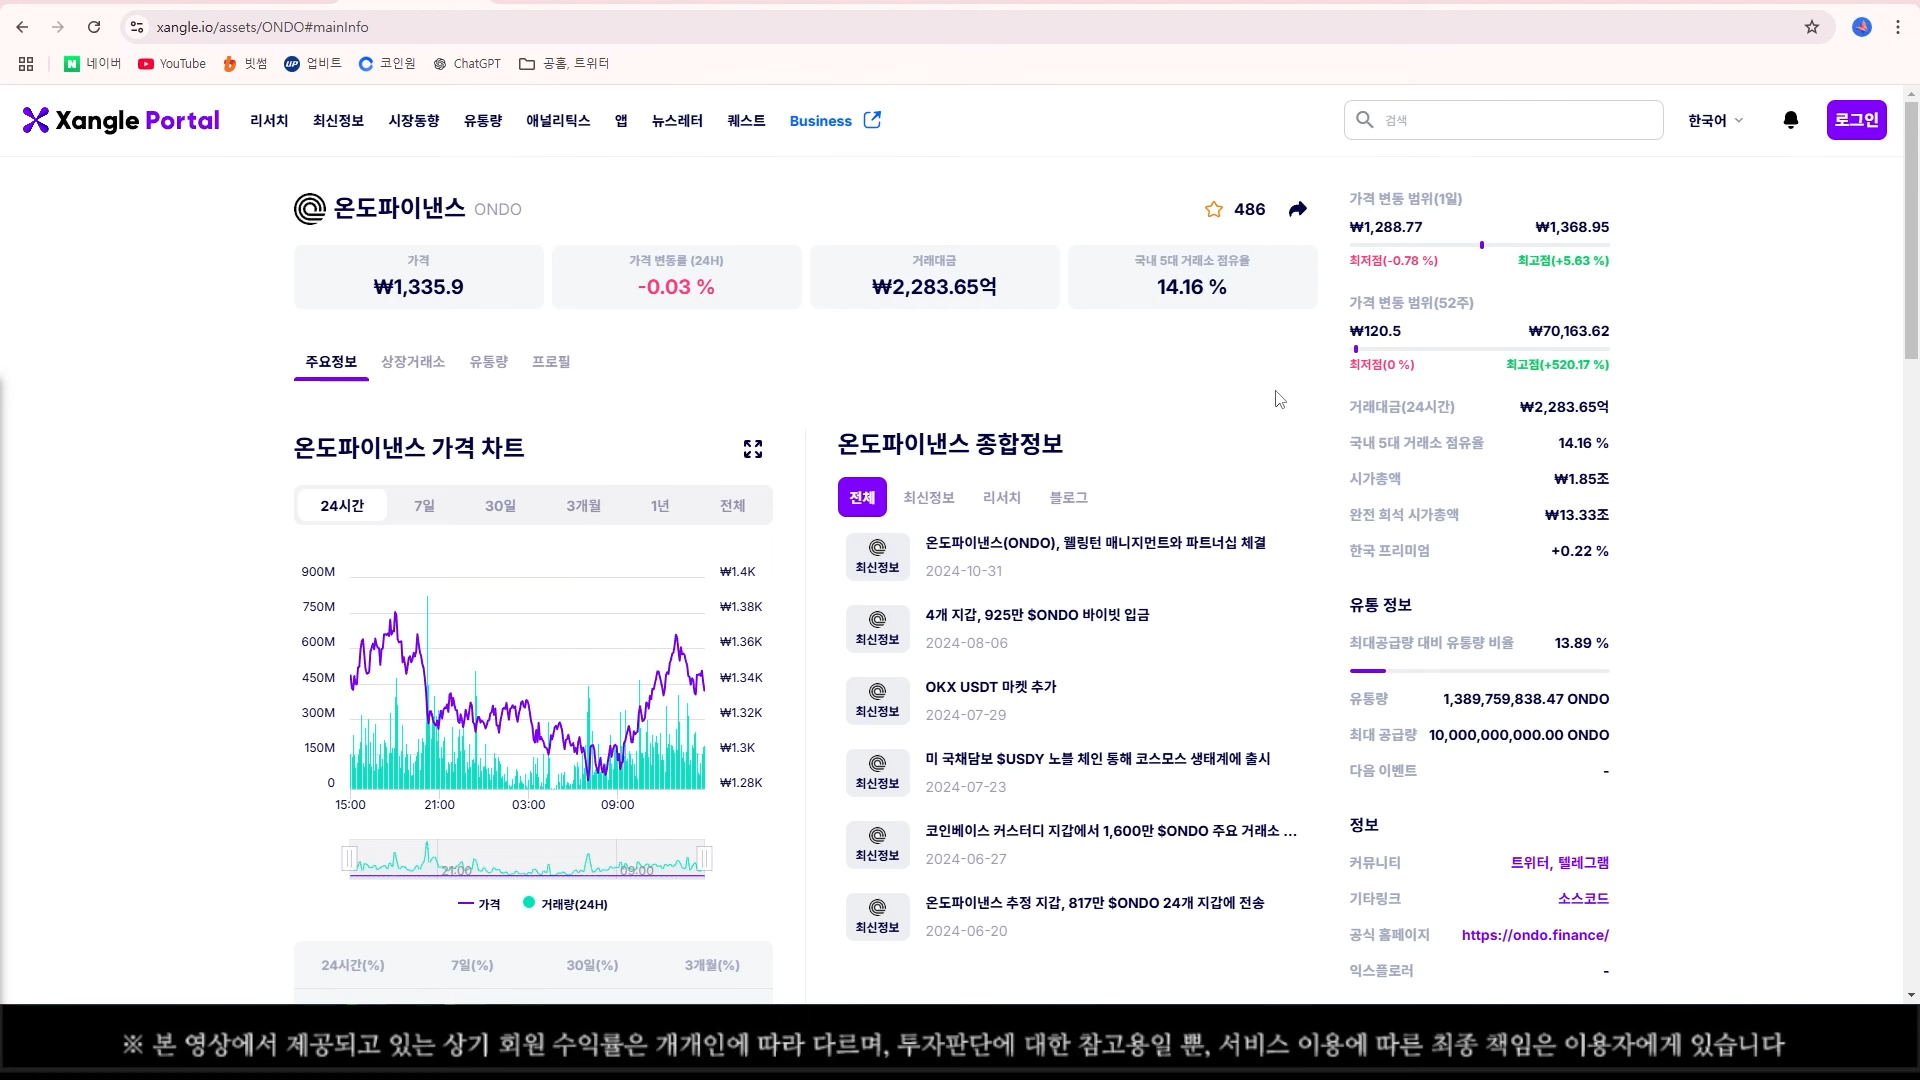 xangle.io/assets/ONDO#mainInfo
네이버 YouTube 빗썸 업비트 코인원 ChatGPT 공홈, 트위터
Xangle Portal 리서치 최신정보 시장동향 유통량 애널리틱스 앱 뉴스레터 퀘스트 Business 검색 한국어 로그인
온도파이낸스 ONDO 486
가격 가격 변동률 (24H) 거래대금 국내 5대 거래소 점유율
₩1,335.9 -0.03 % ₩2,283.65억 14.16 %
주요정보 상장거래소 유통량 프로필
온도파이낸스 가격 차트
24시간 7일 30일 3개월 1년 전체
900M ₩1.4K
750M ₩1.38K
600M ₩1.36K
450M ₩1.34K
300M ₩1.32K
150M ₩1.3K
0 ₩1.28K
15:00 21:00 03:00 09:00
21:00 09:00
가격 거래량(24H)
24시간(%) 7일(%) 30일(%) 3개월(%)
온도파이낸스 종합정보
전체 최신정보 리서치 블로그
최신정보 온도파이낸스(ONDO), 웰링턴 매니지먼트와 파트너십 체결
2024-10-31
최신정보 4개 지갑, 925만 $ONDO 바이빗 입금
2024-08-06
최신정보 OKX USDT 마켓 추가
2024-07-29
최신정보 미 국채담보 $USDY 노블 체인 통해 코스모스 생태계에 출시
2024-07-23
최신정보 코인베이스 커스터디 지갑에서 1,600만 $ONDO 주요 거래소 ...
2024-06-27
최신정보 온도파이낸스 추정 지갑, 817만 $ONDO 24개 지갑에 전송
2024-06-20
가격 변동 범위(1일)
₩1,288.77 ₩1,368.95
최저점(-0.78 %) 최고점(+5.63 %)
가격 변동 범위(52주)
₩120.5 ₩70,163.62
최저점(0 %) 최고점(+520.17 %)
거래대금(24시간) ₩2,283.65억
국내 5대 거래소 점유율 14.16 %
시가총액 ₩1.85조
완전 희석 시가총액 ₩13.33조
한국 프리미엄 +0.22 %
유통 정보
최대공급량 대비 유통량 비율 13.89 %
유통량 1,389,759,838.47 ONDO
최대 공급량 10,000,000,000.00 ONDO
다음 이벤트 -
정보
커뮤니티 트위터, 텔레그램
기타링크 소스코드
공식 홈페이지 https://ondo.finance/
익스플로러 -
※ 본 영상에서 제공되고 있는 상기 회원 수익률은 개개인에 따라 다르며, 투자판단에 대한 참고용일 뿐, 서비스 이용에 따른 최종 책임은 이용자에게 있습니다